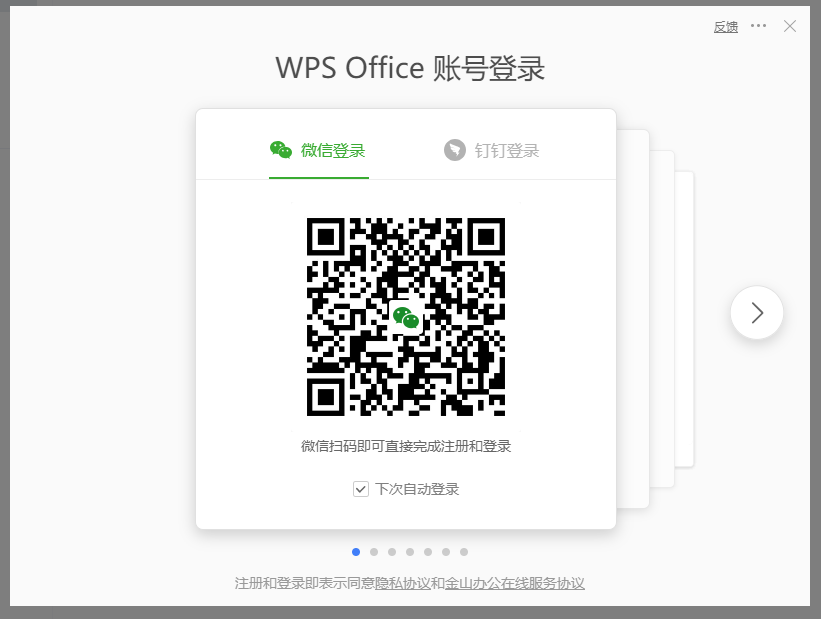 反馈
WPS Office 账号登录
微信登录
钉钉登录
微信扫码即可直接完成注册和登录
下次自动登录
注册和登录即表示同意隐私协议和金山办公在线服务协议